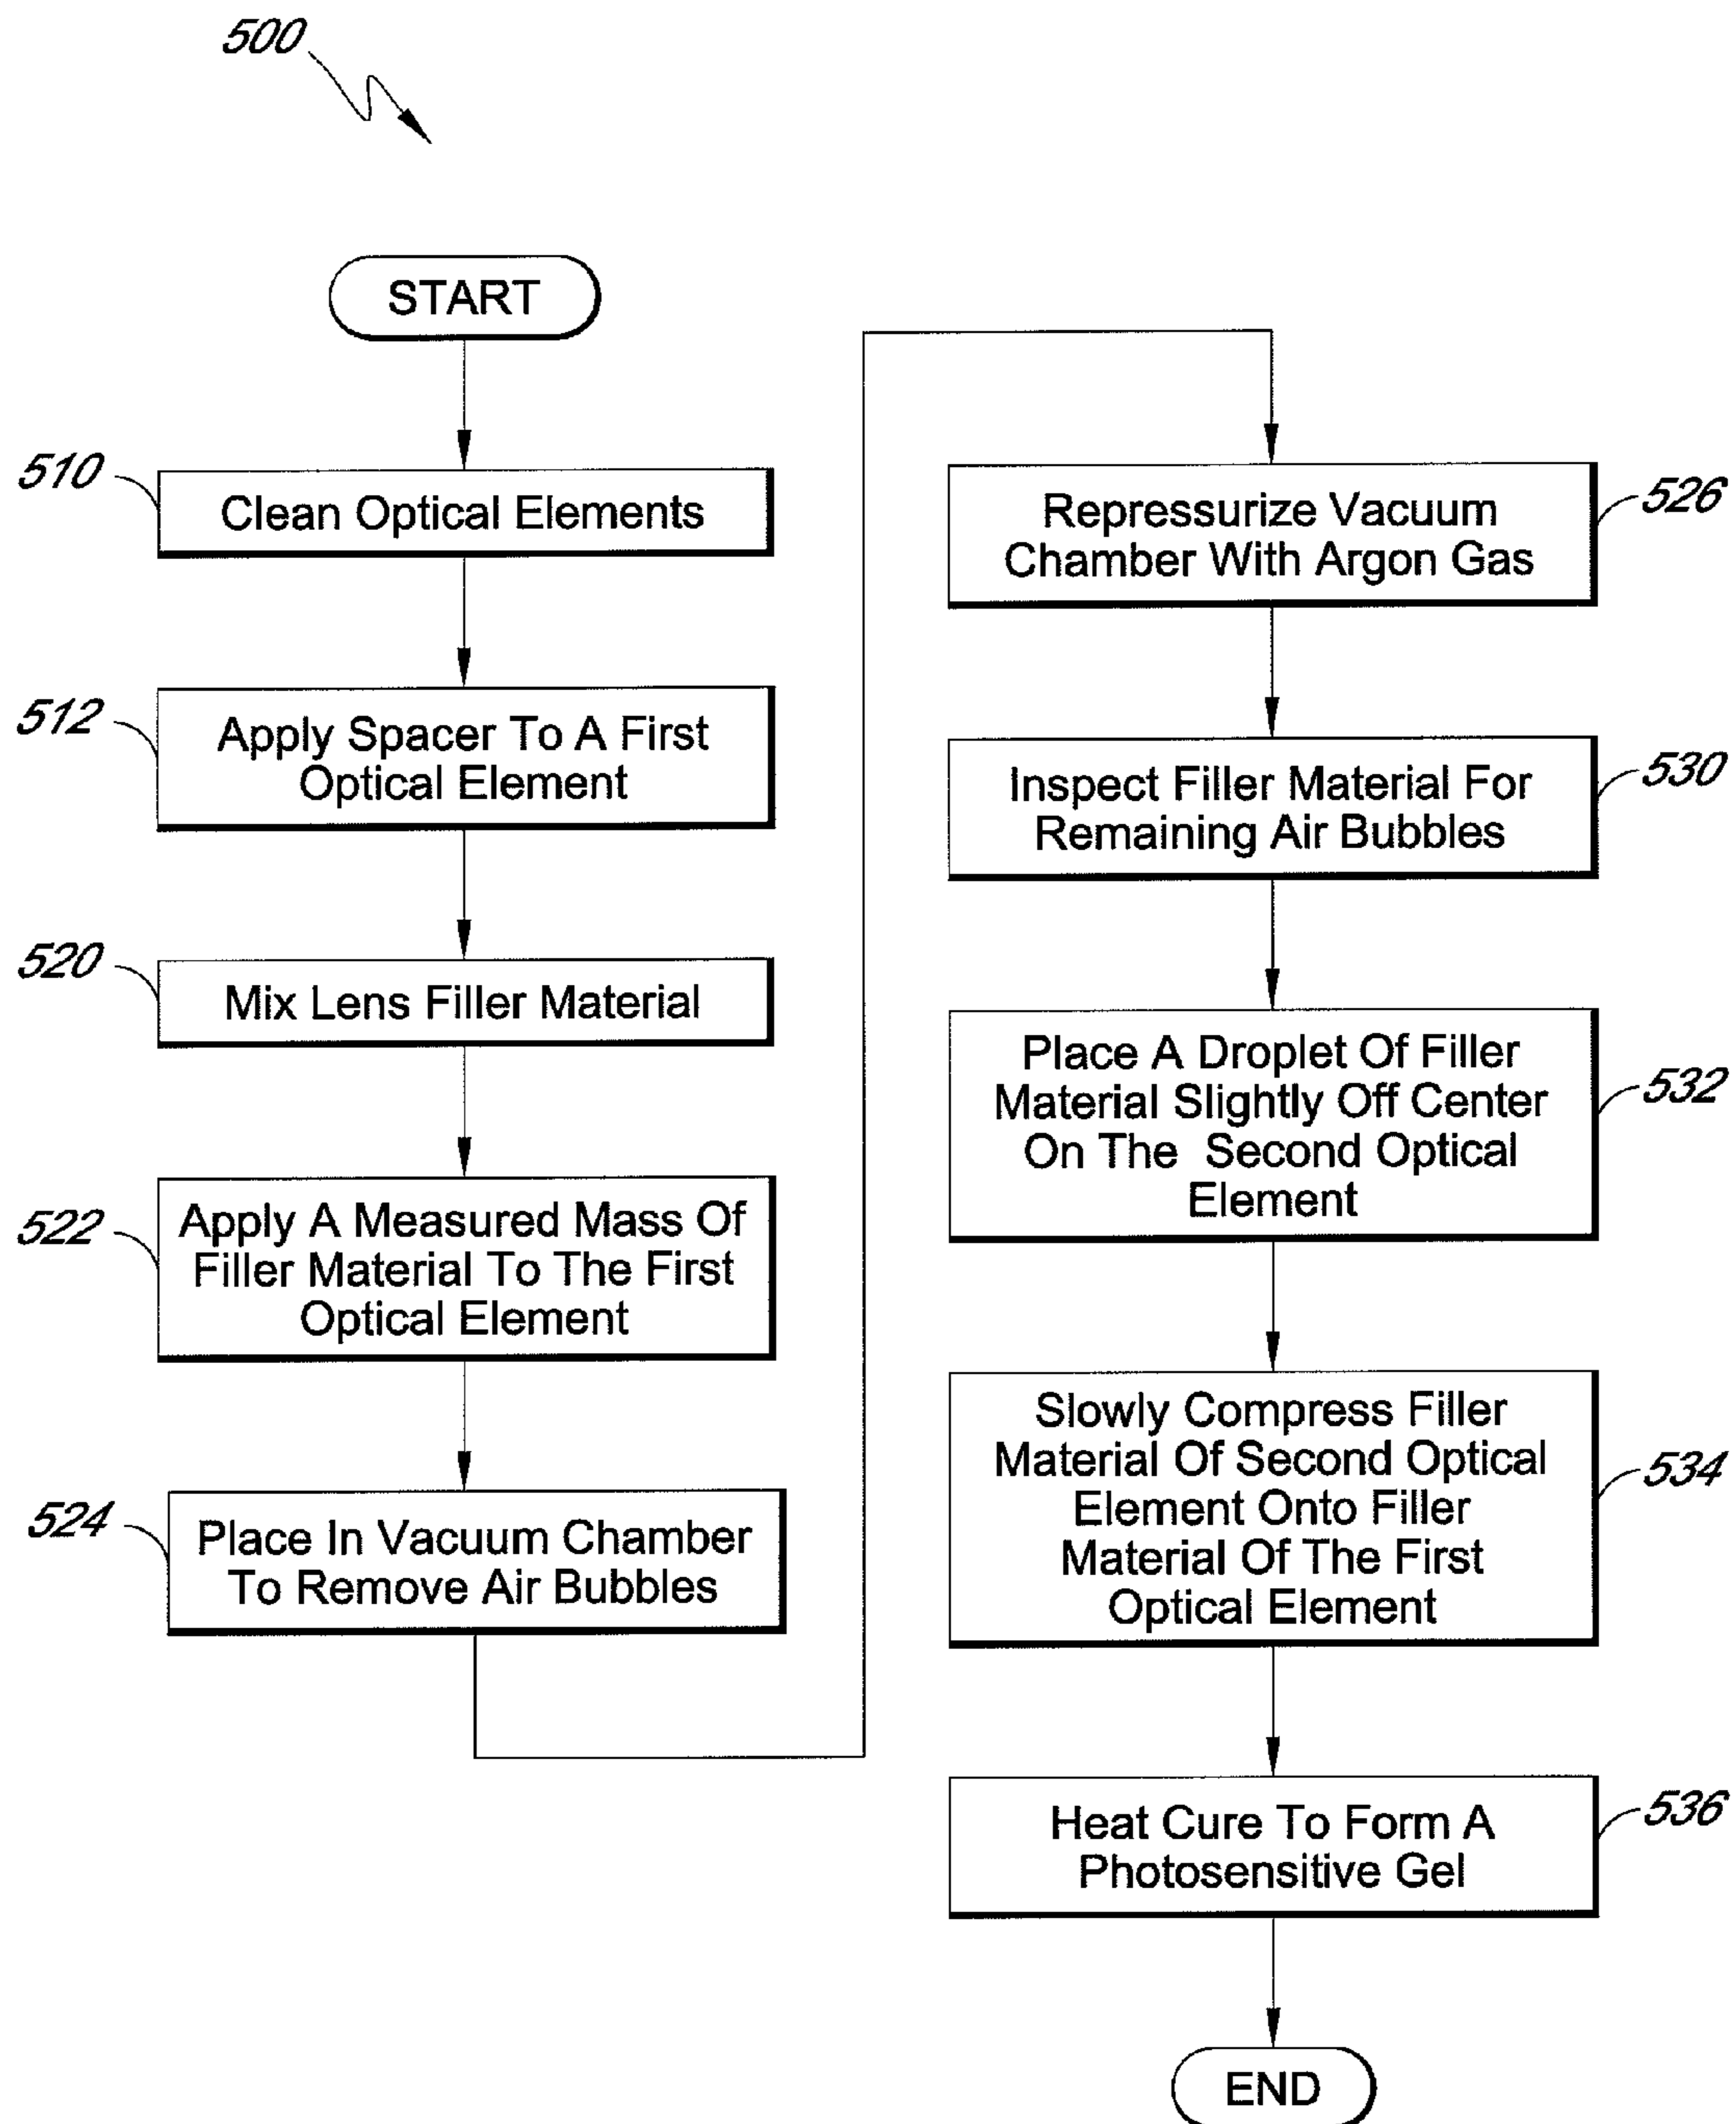 500
START
510
Clean Optical Elements
512
Apply Spacer To A First
Optical Element
520
Mix Lens Filler Material
522
Apply A Measured Mass Of
Filler Material To The First
Optical Element
524
Place In Vacuum Chamber
To Remove Air Bubbles
Repressurize Vacuum
Chamber With Argon Gas
526
Inspect Filler Material For
Remaining Air Bubbles
530
Place A Droplet Of Filler
Material Slightly Off Center
On The Second Optical
Element
532
Slowly Compress Filler
Material Of Second Optical
Element Onto Filler
Material Of The First
Optical Element
534
Heat Cure To Form A
Photosensitive Gel
536
END